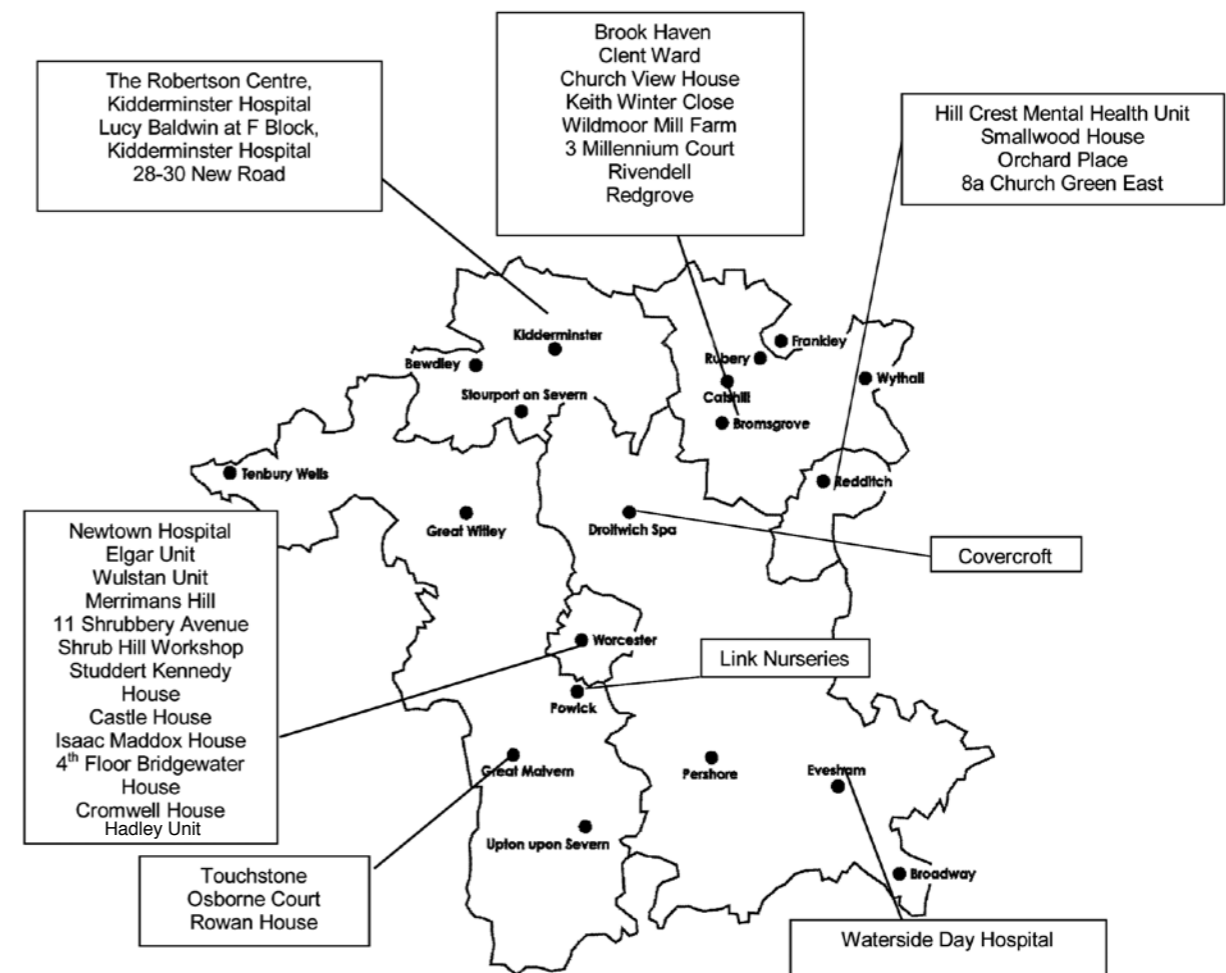 Brook Haven
Clent Ward
Church View House
Keith Winter Close
Wildmoor Mill Farm
3 Millennium Court
Rivendell
Redgrove
The Robertson Centre,
Kidderminster Hospital
Lucy Baldwin at F Block,
Kidderminster Hospital
28-30 New Road
Hill Crest Mental Health Unit
Smallwood House
Orchard Place
8a Church Green East
Kidderminster
Bewdley
Stourport on Severn
Frankley
Rubery
Wythall
Catshill
Bromsgrove
Tenbury Wells
Redditch
Great Witley
Droitwich Spa
Covercroft
Newtown Hospital
Elgar Unit
Wulstan Unit
Merrimans Hill
11 Shrubbery Avenue
Shrub Hill Workshop
Studdert Kennedy
House
Castle House
Isaac Maddox House
4th Floor Bridgewater
House
Cromwell House
Hadley Unit
Worcester
Link Nurseries
Powick
Great Malvern
Pershore
Evesham
Upton upon Severn
Broadway
Touchstone
Osborne Court
Rowan House
Waterside Day Hospital